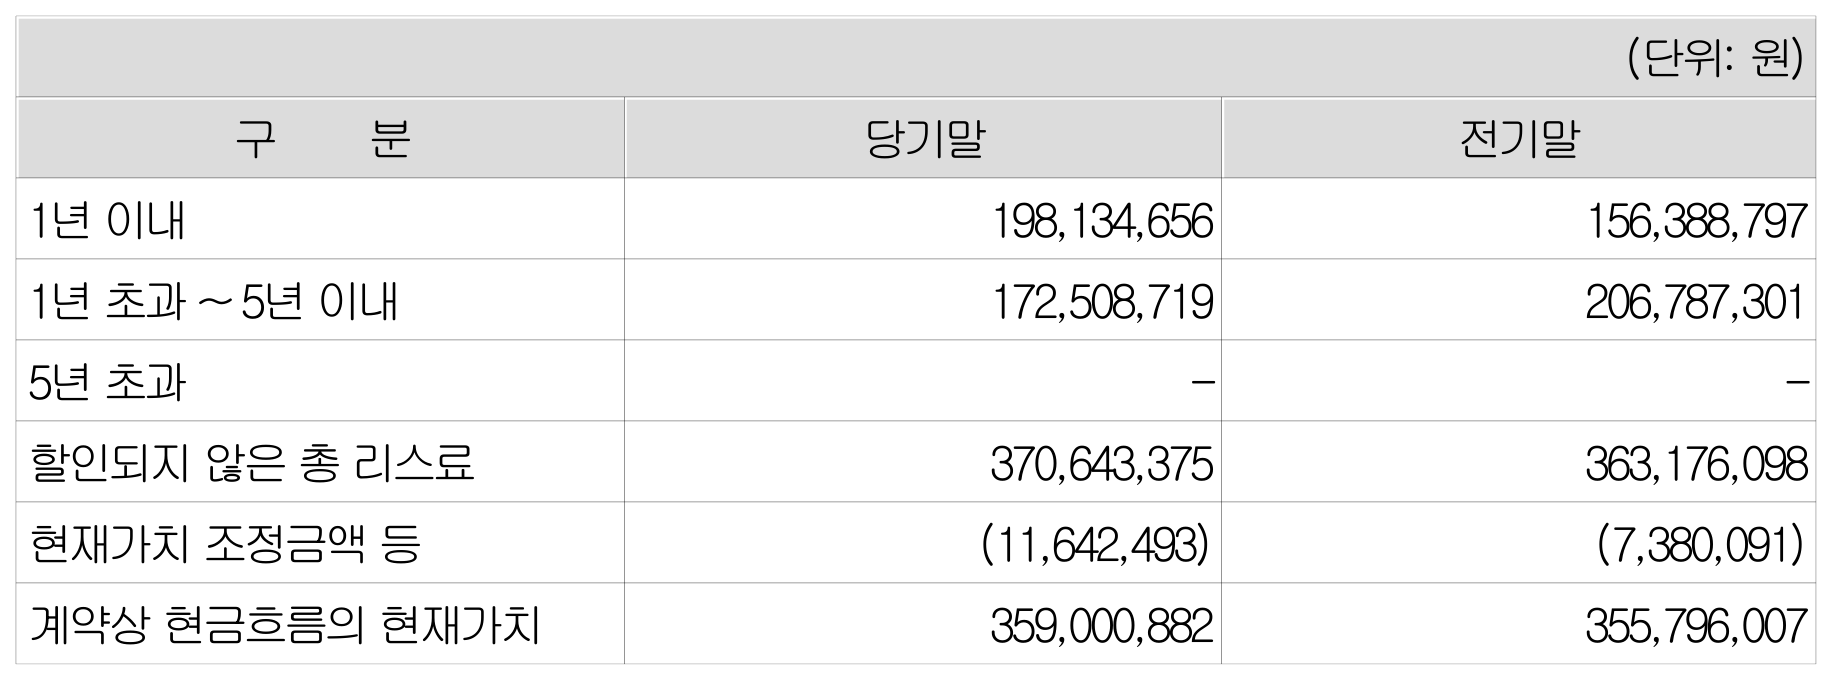 (단위: 원)
구 분 당기말 전기말
1년 이내 198,134,656 156,388,797
1년 초과 ~ 5년 이내 172,508,719 206,787,301
5년 초과 – –
할인되지 않은 총 리스료 370,643,375 363,176,098
현재가치 조정금액 등 (11,642,493) (7,380,091)
계약상 현금흐름의 현재가치 359,000,882 355,796,007